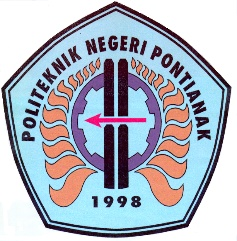 POLITEKNIK NEGERI PONTIANAK
1998